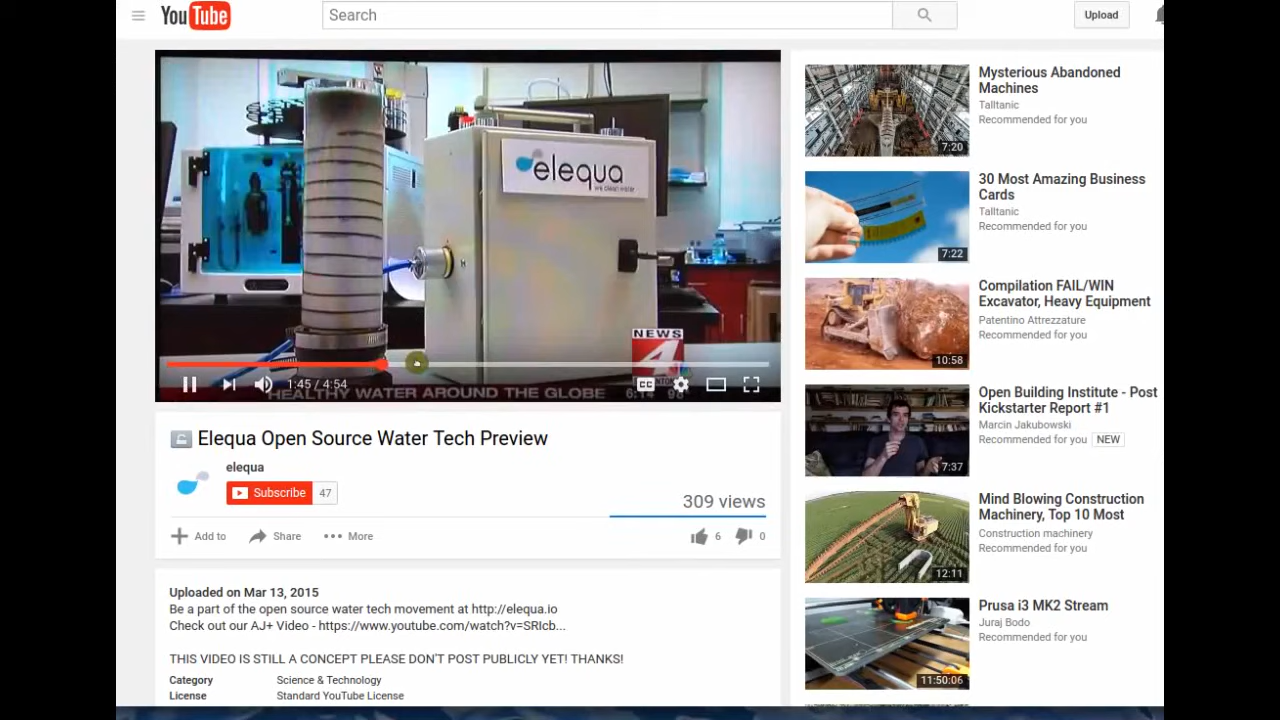 YouTube
Search
Upload
elequa
we clean water
NEWS
4
1:45 / 4:54
CC
HEALTHY WATER AROUND THE GLOBE
Elequa Open Source Water Tech Preview
elequa
Subscribe 47
309 views
Add to
Share
More
6
0
Uploaded on Mar 13, 2015
Be a part of the open source water tech movement at http://elequa.io
Check out our AJ+ Video - https://www.youtube.com/watch?v=SRIcb...
THIS VIDEO IS STILL A CONCEPT PLEASE DON'T POST PUBLICLY YET! THANKS!
Category Science & Technology
License Standard YouTube License
7:20
Mysterious Abandoned
Machines
Talltanic
Recommended for you
7:22
30 Most Amazing Business
Cards
Talltanic
Recommended for you
10:58
Compilation FAIL/WIN
Excavator, Heavy Equipment
Patentino Attrezzature
Recommended for you
7:37
Open Building Institute - Post
Kickstarter Report #1
Marcin Jakubowski
Recommended for you NEW
12:11
Mind Blowing Construction
Machinery, Top 10 Most
Construction machinery
Recommended for you
11:50:06
Prusa i3 MK2 Stream
Juraj Bodo
Recommended for you